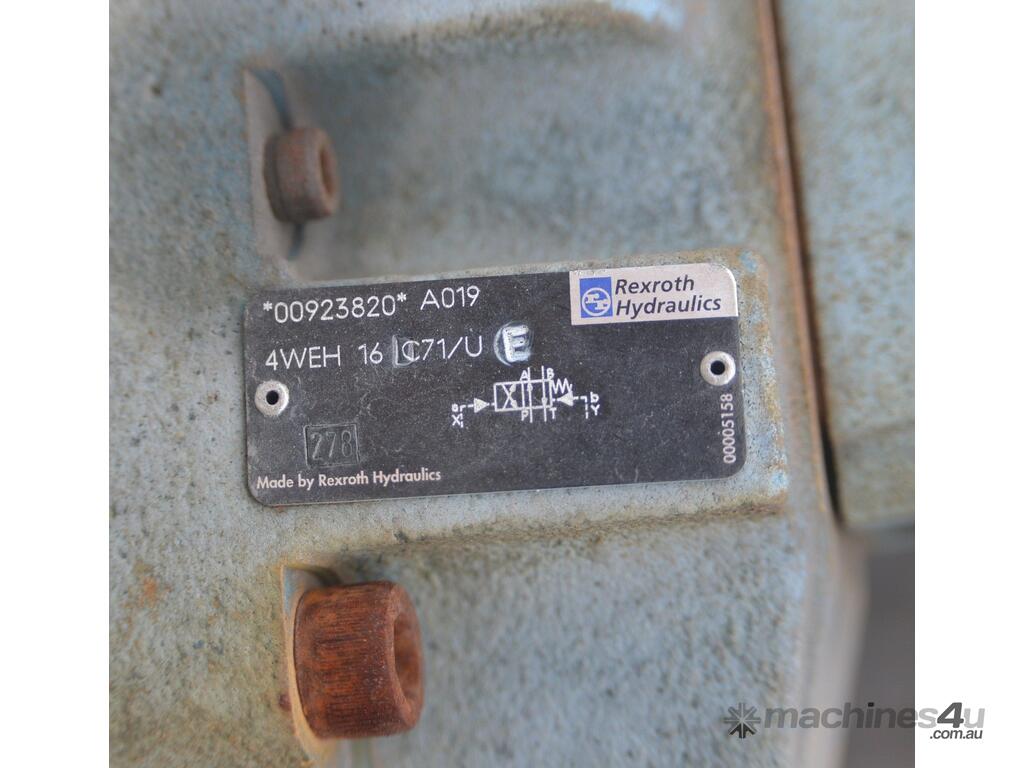 *00923820* A019
Rexroth
Hydraulics
4WEH 16 C71/U E
A B
a b
X Y
P T
278
Made by Rexroth Hydraulics
00005158
machines4u
.com.au